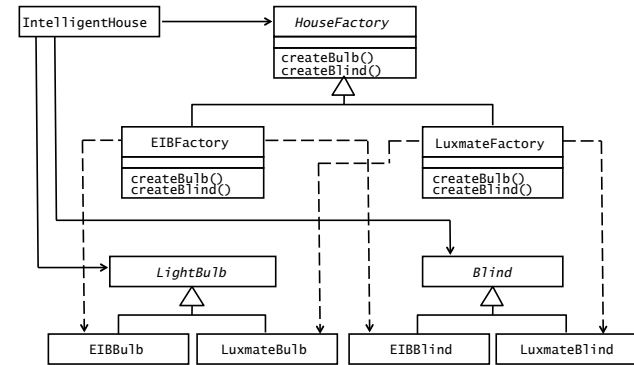 IntelligentHouse
HouseFactory
createBulb()
createBlind()
EIBFactory
createBulb()
createBlind()
LuxmateFactory
createBulb()
createBlind()
LightBulb
Blind
EIBBulb
LuxmateBulb
EIBBlind
LuxmateBlind